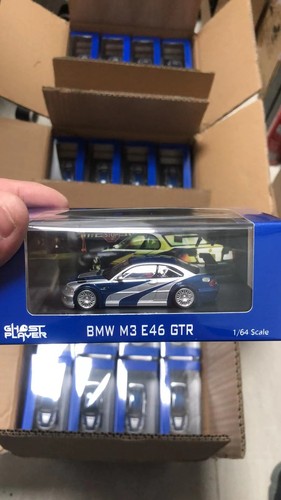 GHOST
PLAYER
BMW M3 E46 GTR
1/64 Scale